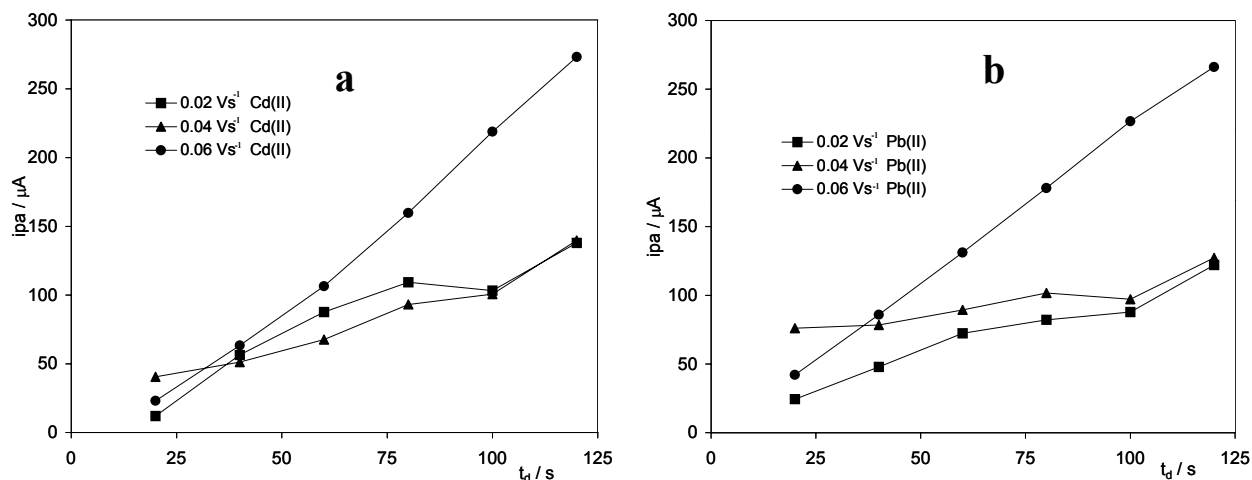 300
250
200
150
100
50
0
ipa / µA
a
0.02 Vs⁻¹ Cd(II)
0.04 Vs⁻¹ Cd(II)
0.06 Vs⁻¹ Cd(II)
0 25 50 75 100 125
t_d / s
300
250
200
150
100
50
0
ipa / µA
b
0.02 Vs⁻¹ Pb(II)
0.04 Vs⁻¹ Pb(II)
0.06 Vs⁻¹ Pb(II)
0 25 50 75 100 125
t_d / s